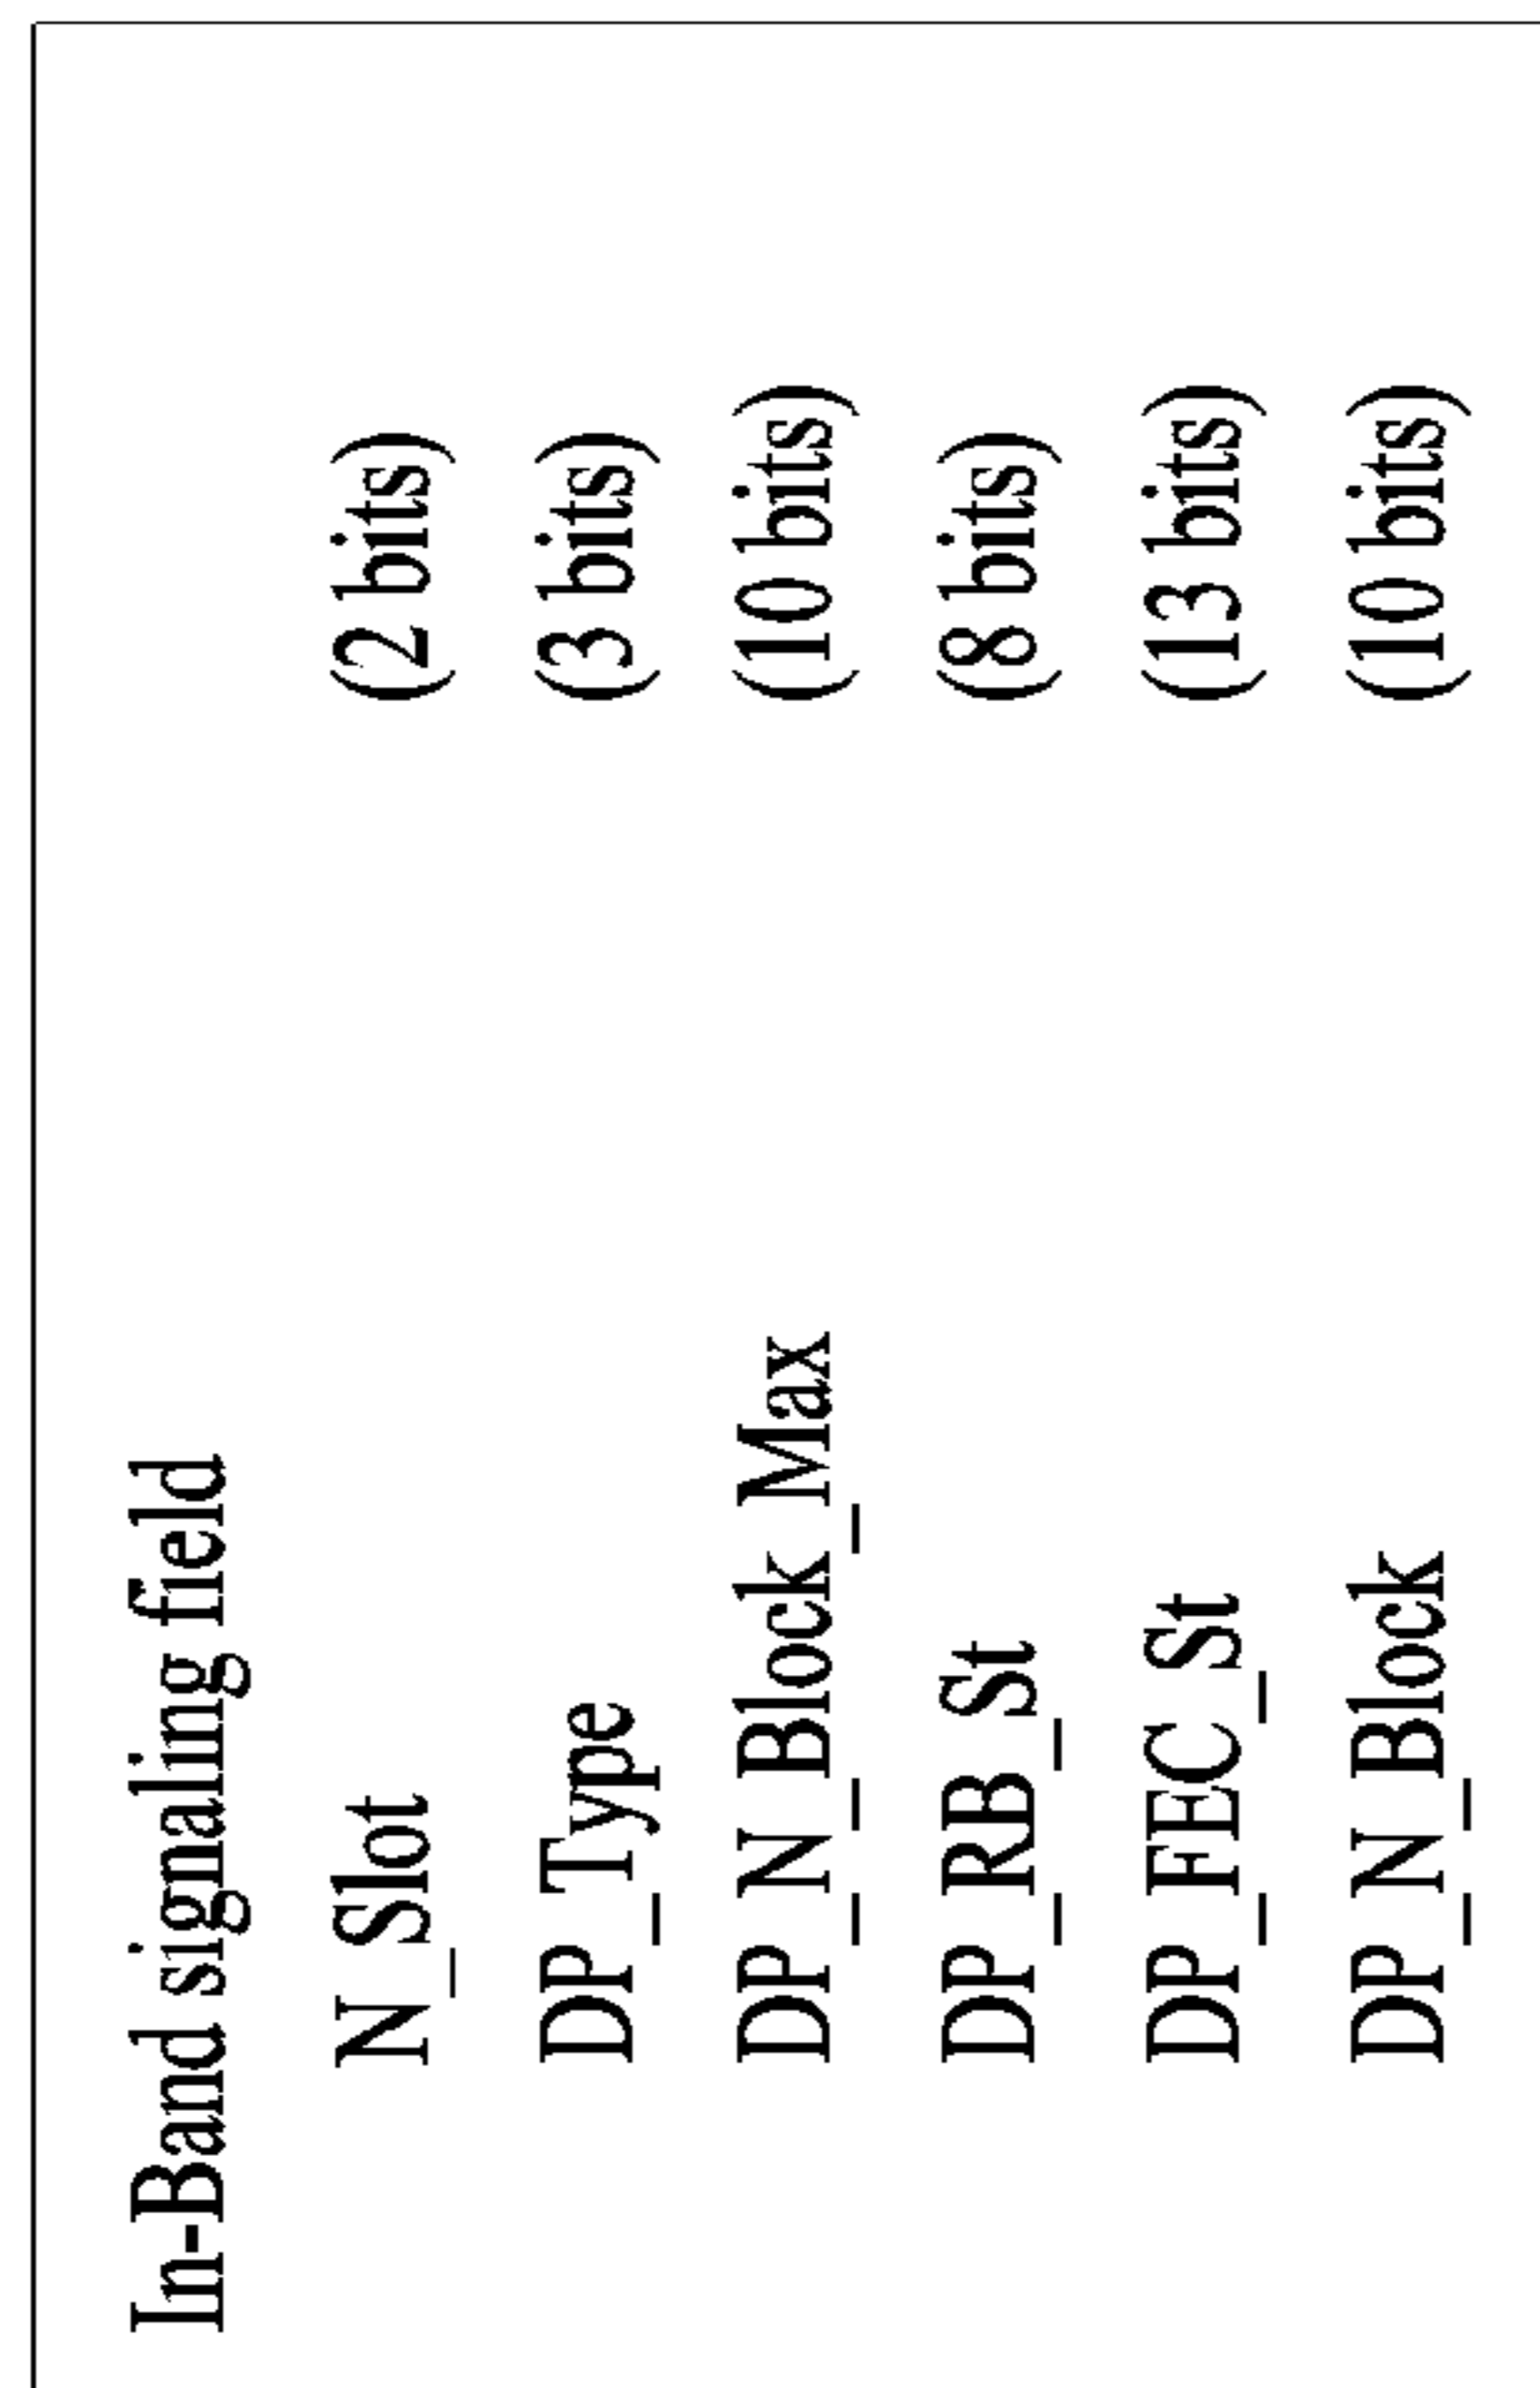 In-Band signaling field
N_Slot (2 bits)
DP_Type (3 bits)
DP_N_Block_Max (10 bits)
DP_RB_St (8 bits)
DP_FEC_St (13 bits)
DP_N_Block (10 bits)